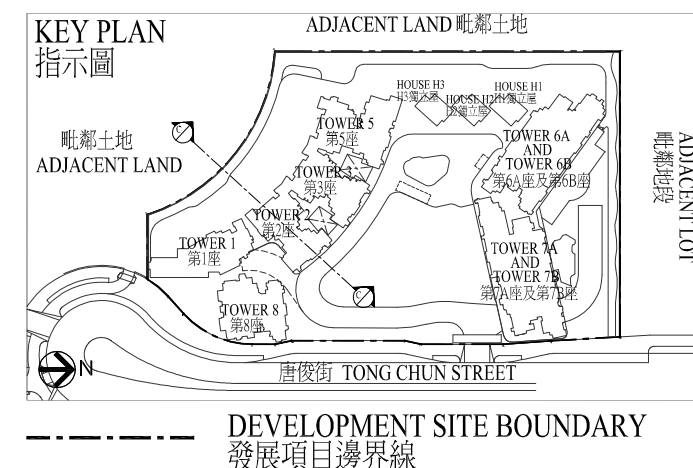 KEY PLAN
指示圖
ADJACENT LAND 毗鄰土地
毗鄰土地
ADJACENT LAND
HOUSE H3
H3獨立屋
HOUSE H2
H2獨立屋
HOUSE H1
H1獨立屋
TOWER 5
第5座
TOWER 3
第3座
TOWER 2
第2座
TOWER 1
第1座
TOWER 8
第8座
TOWER 6A
AND
TOWER 6B
第6A座及第6B座
TOWER 7A
AND
TOWER 7B
第7A座及第7B座
ADJACENT LOT
毗鄰地段
C
C
N
唐俊街 TONG CHUN STREET
DEVELOPMENT SITE BOUNDARY
發展項目邊界線